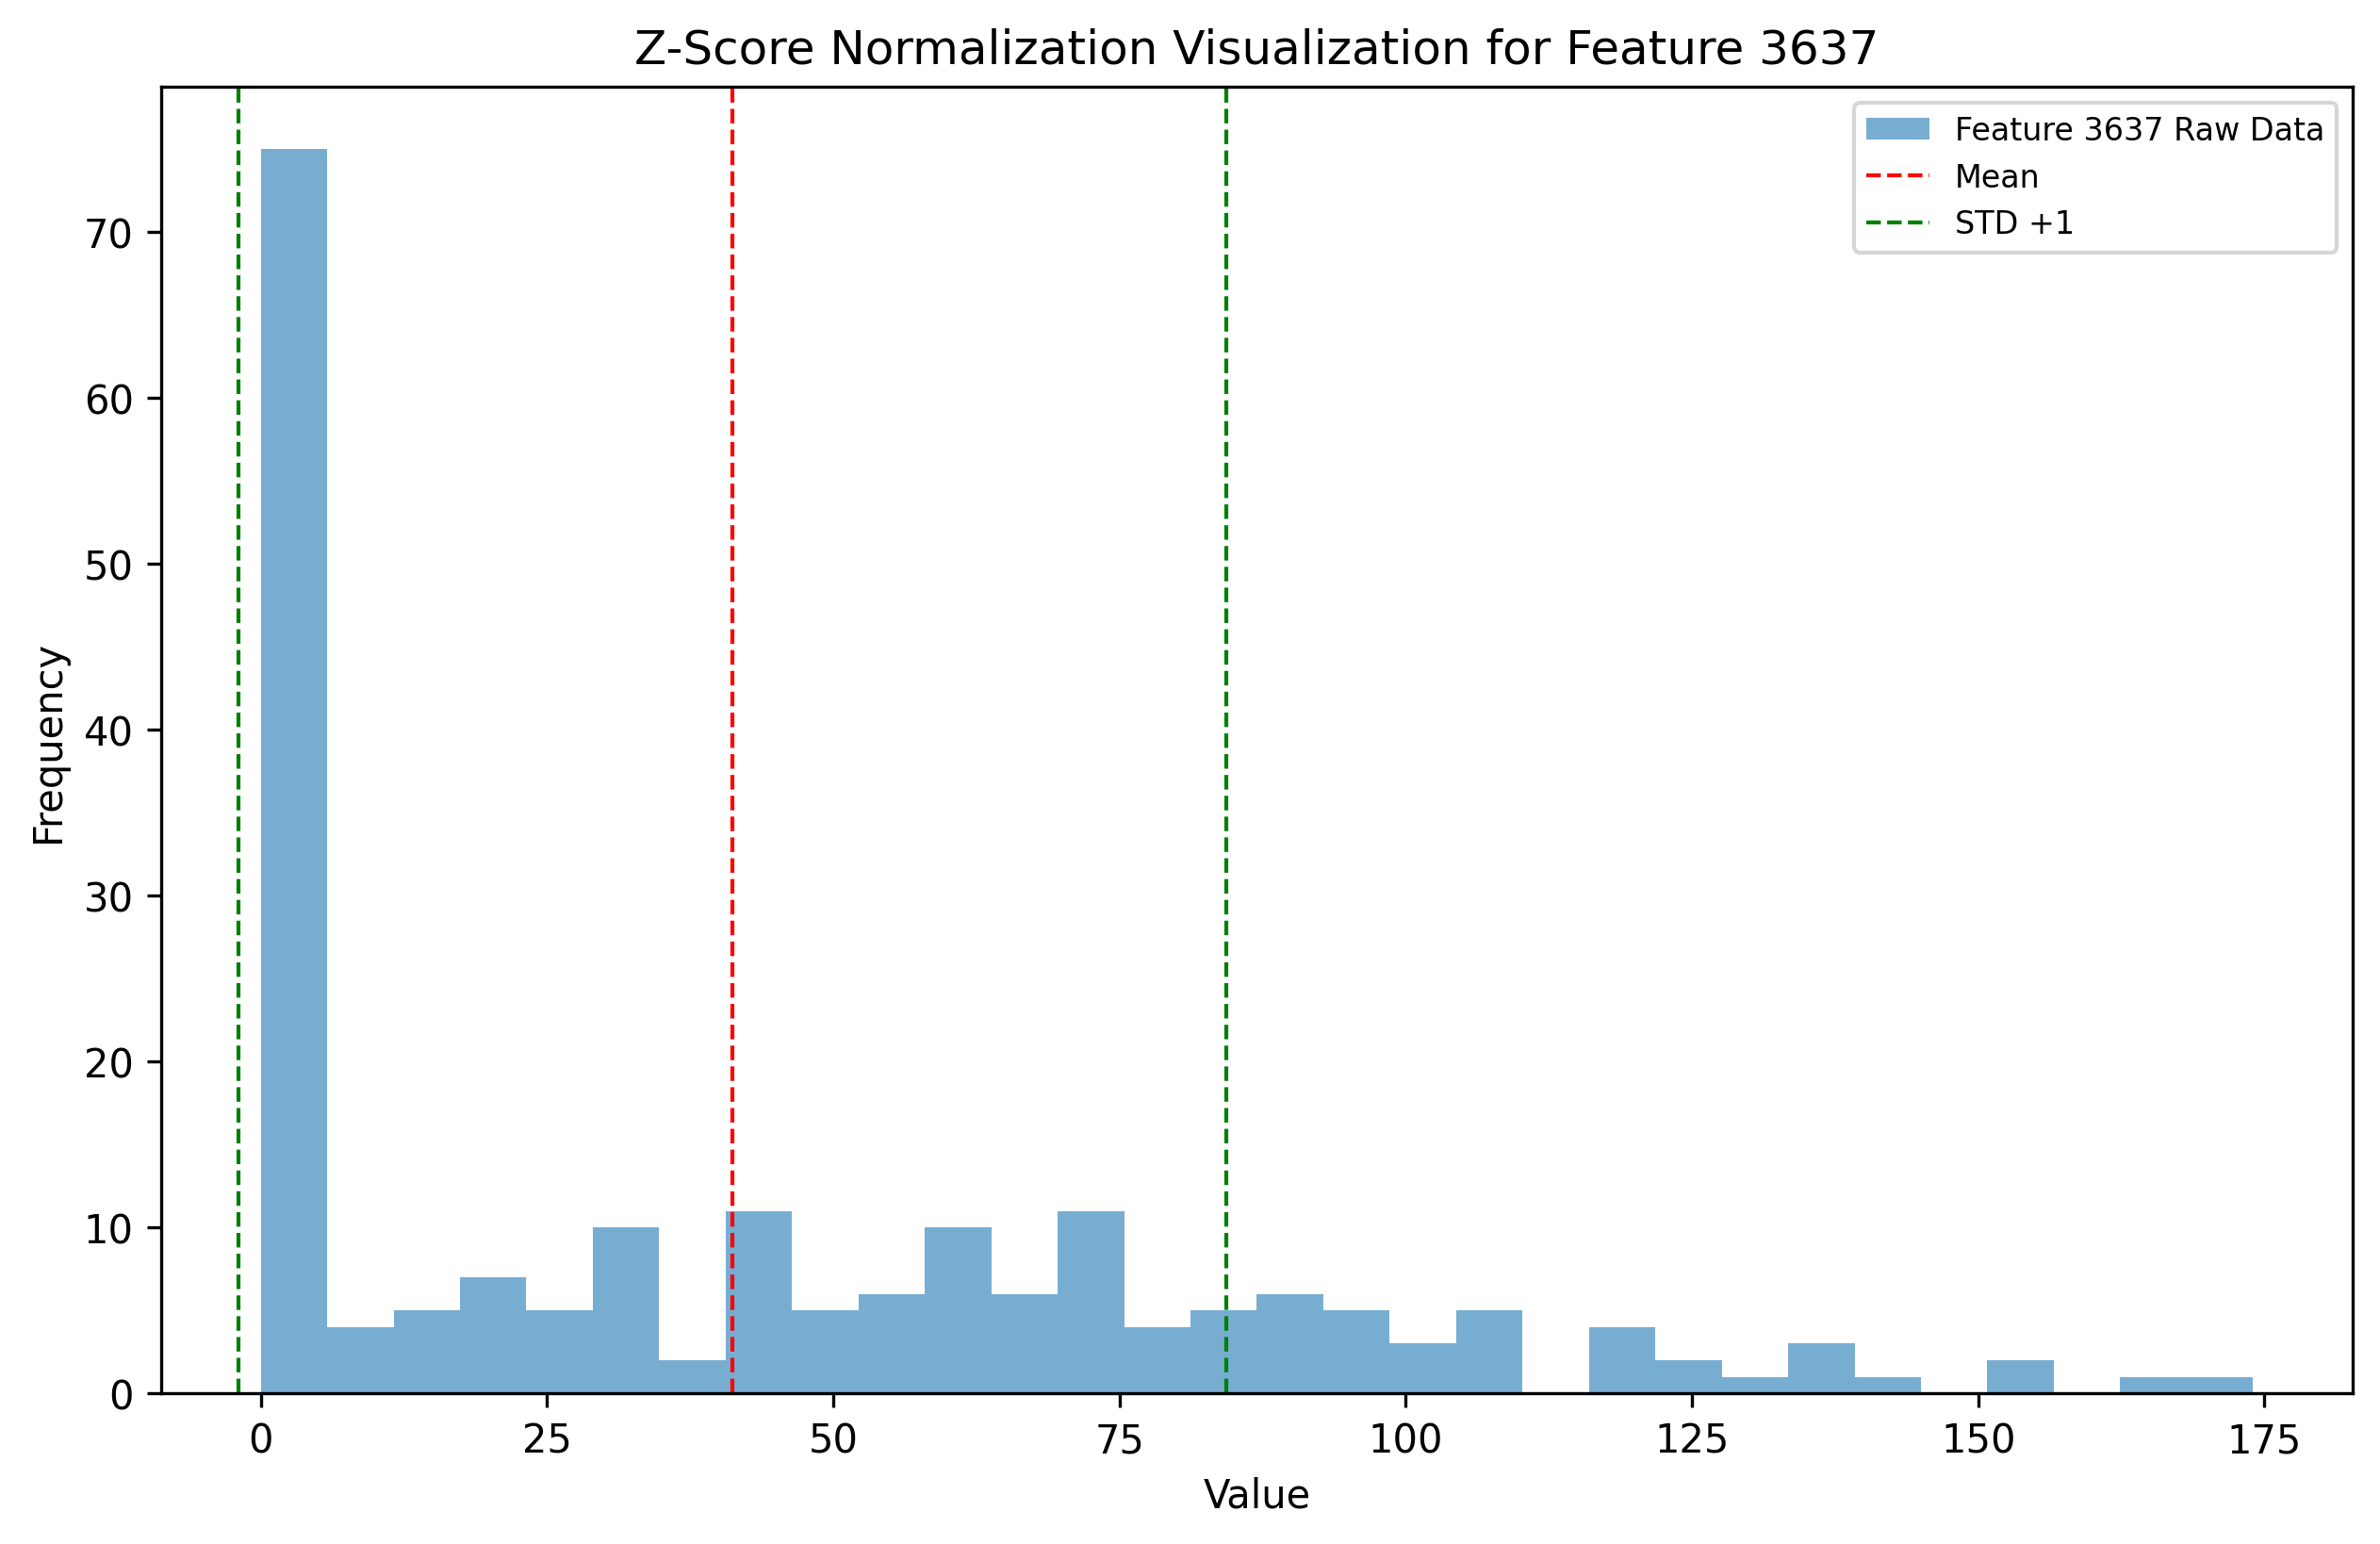 Z-Score Normalization Visualization for Feature 3637
Feature 3637 Raw Data
Mean
STD +1
Frequency
70
60
50
40
30
20
10
0
0 25 50 75 100 125 150 175
Value